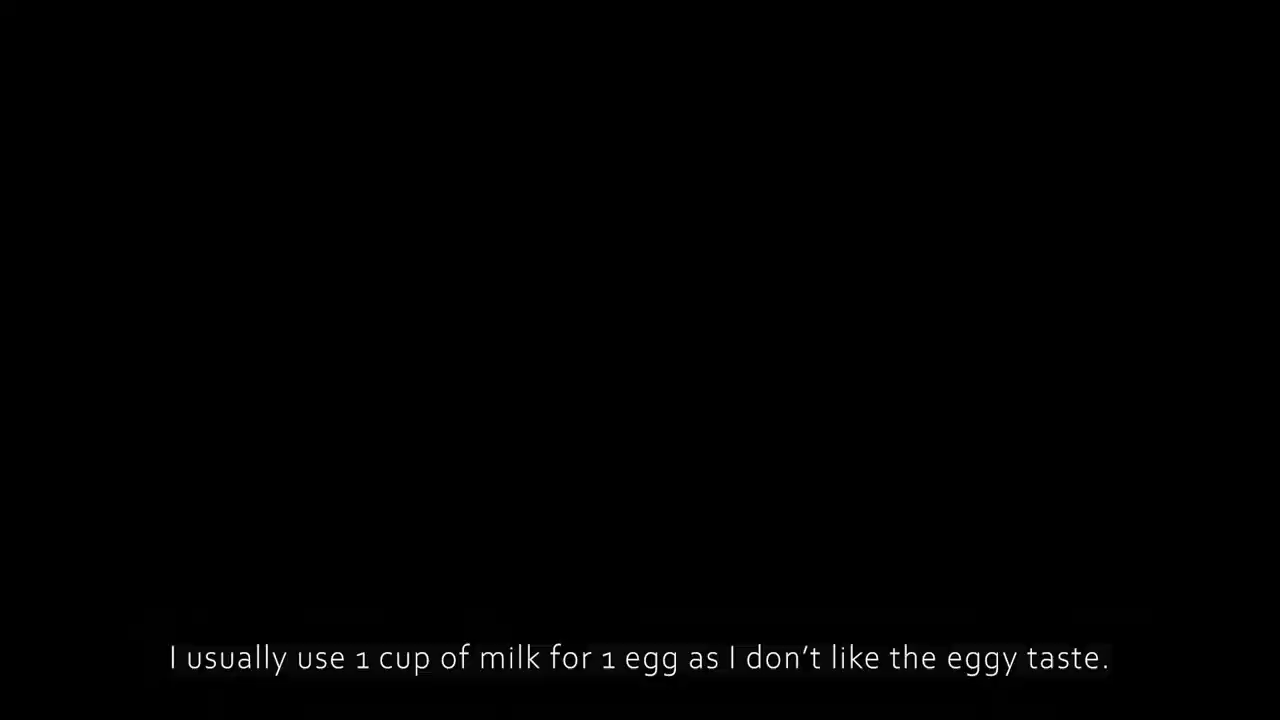 I usually use 1 cup of milk for 1 egg as I don’t like the eggy taste.